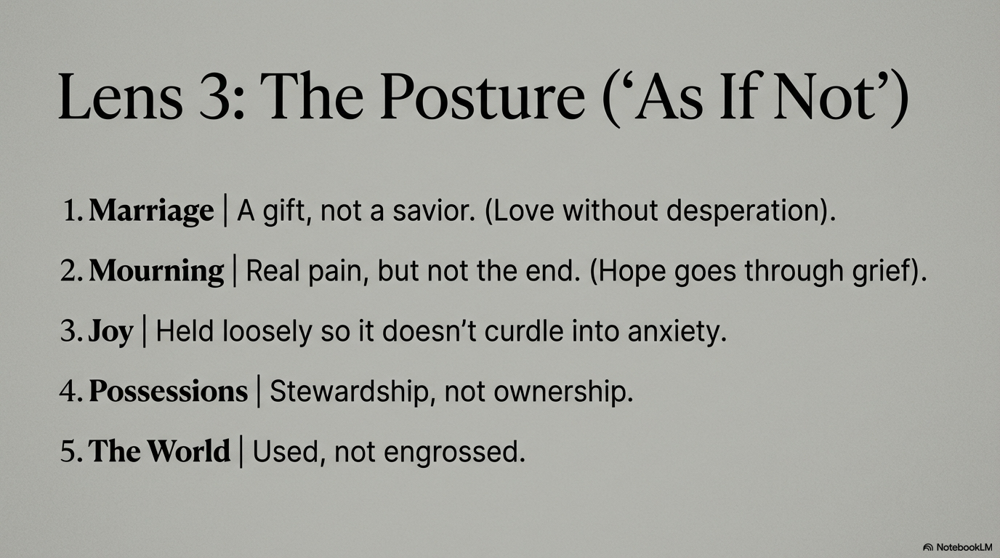 Lens 3: The Posture (‘As If Not’)
1. Marriage | A gift, not a savior. (Love without desperation).
2. Mourning | Real pain, but not the end. (Hope goes through grief).
3. Joy | Held loosely so it doesn’t curdle into anxiety.
4. Possessions | Stewardship, not ownership.
5. The World | Used, not engrossed.
NotebookLM